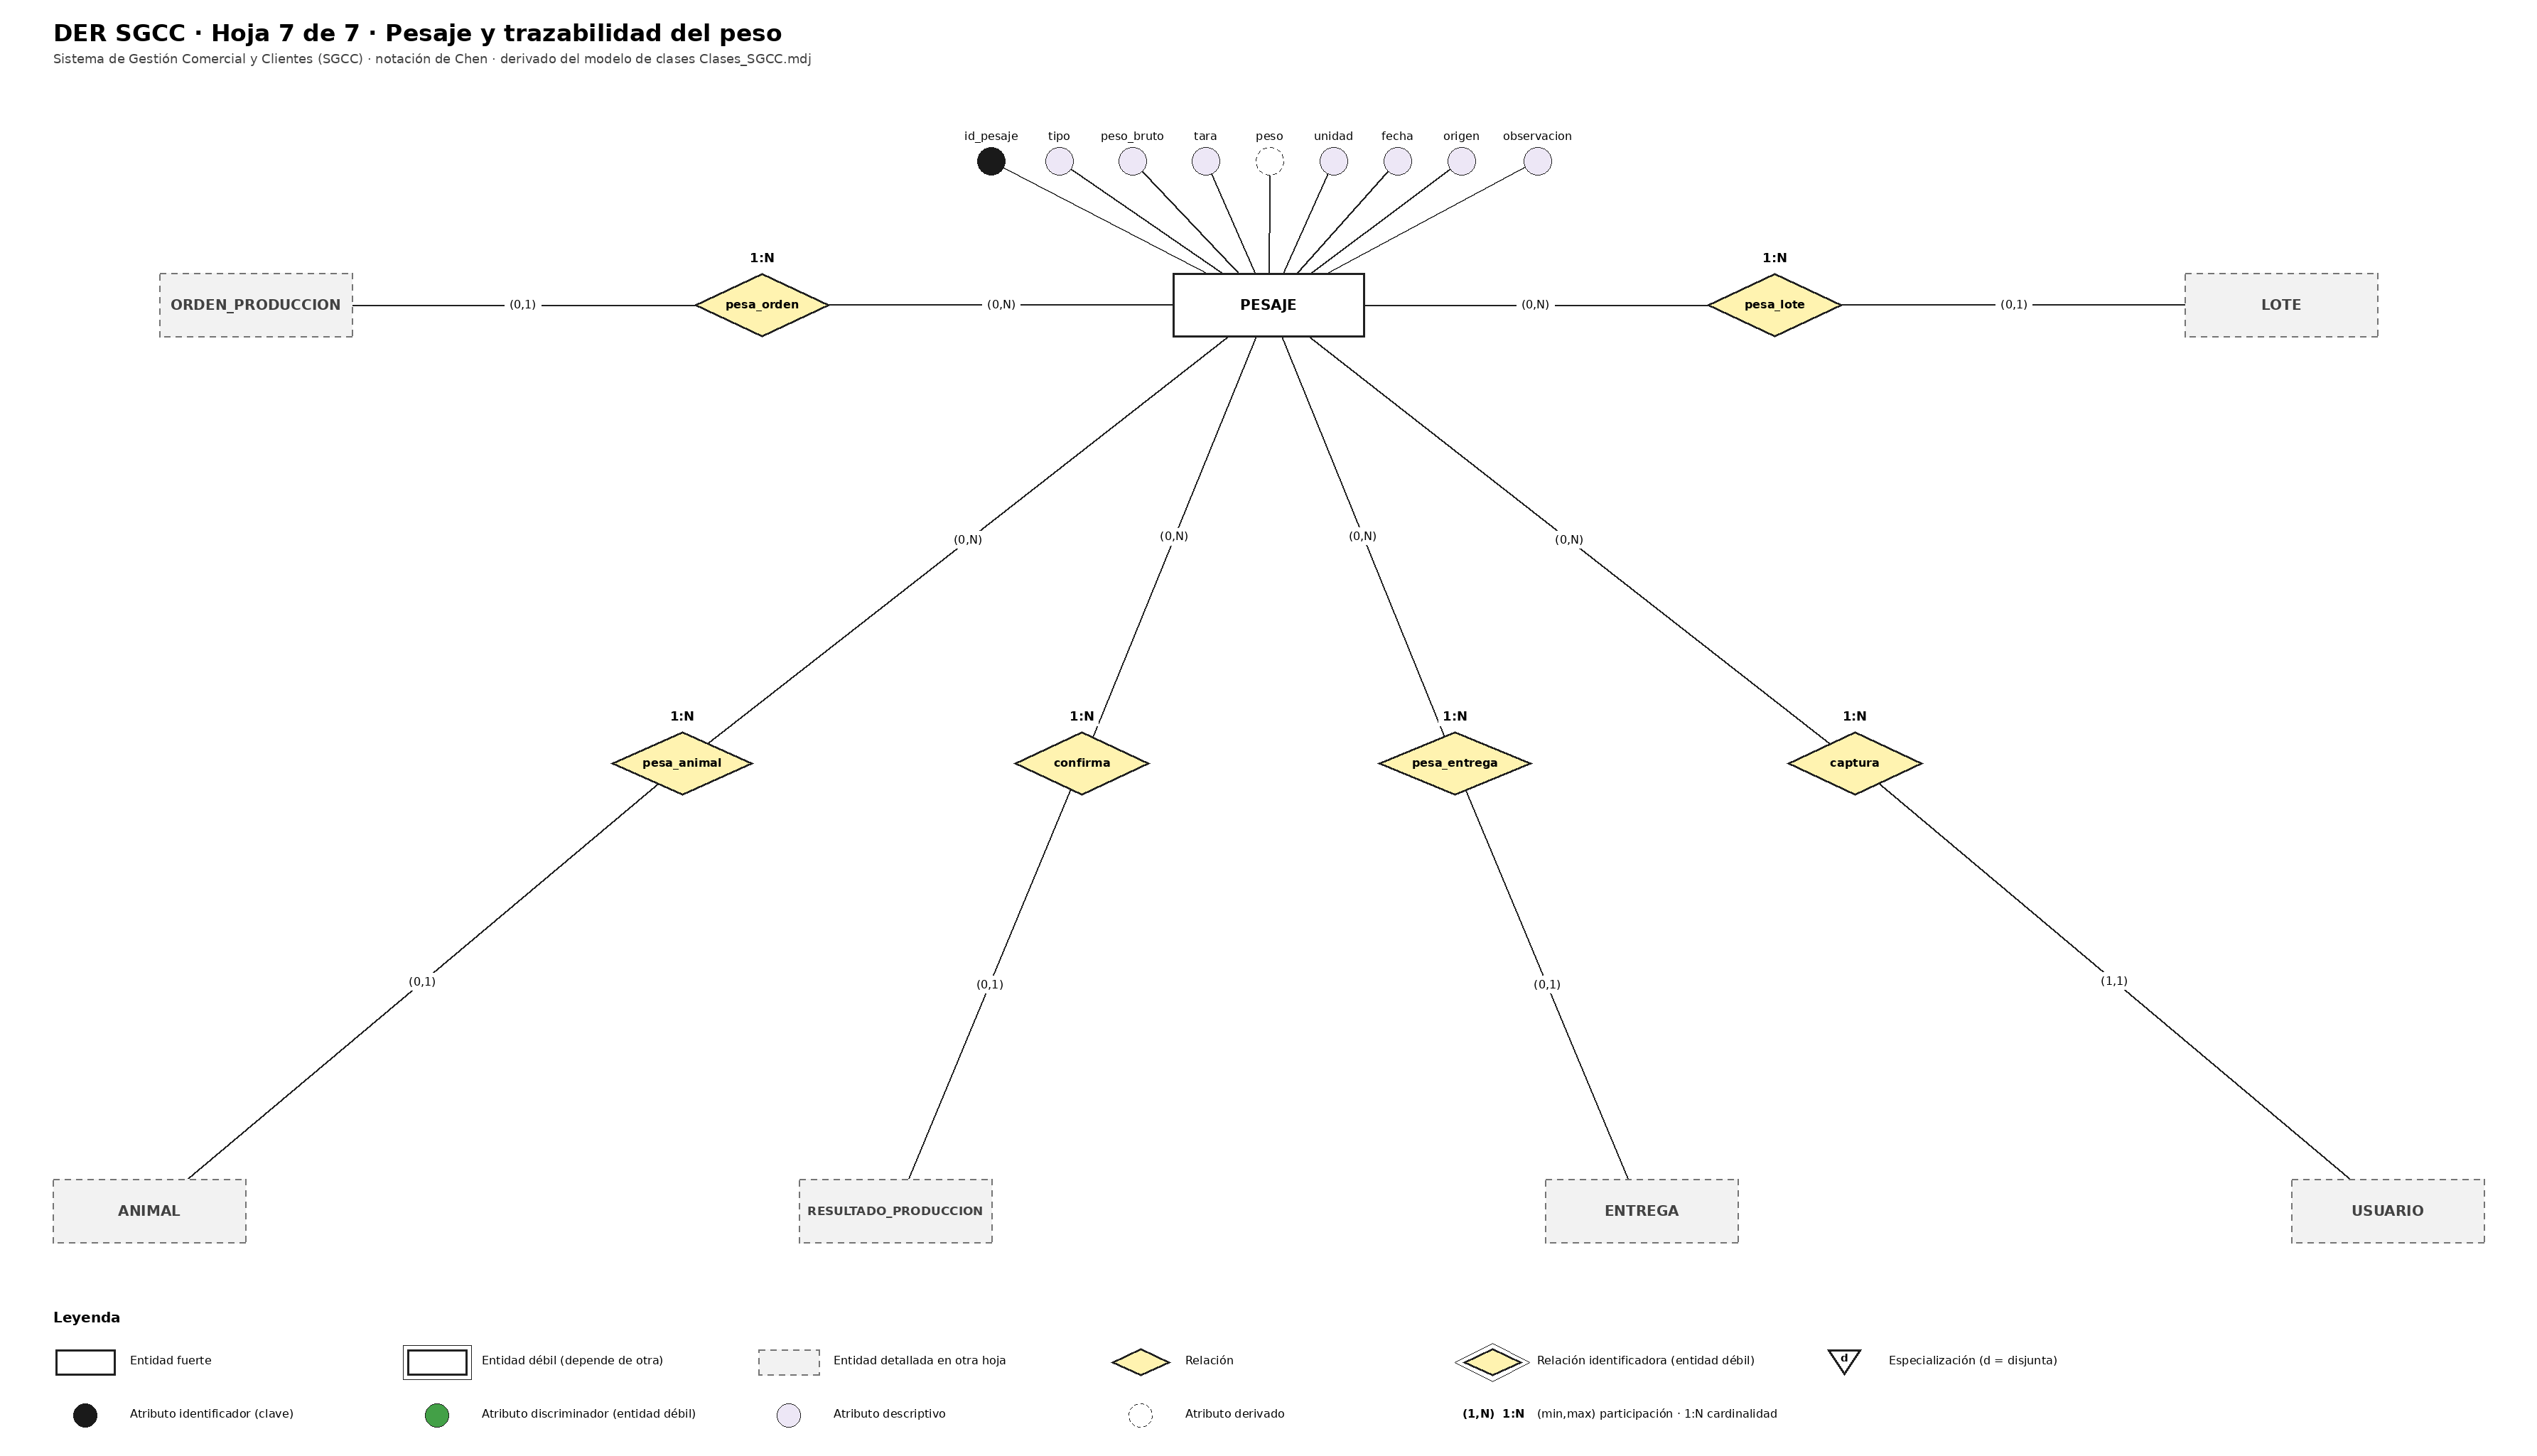 DER SGCC · Hoja 7 de 7 · Pesaje y trazabilidad del peso
Sistema de Gestión Comercial y Clientes (SGCC) · notación de Chen · derivado del modelo de clases Clases_SGCC.mdj
id_pesaje tipo peso_bruto tara peso unidad fecha origen observacion
1:N 1:N
ORDEN_PRODUCCION (0,1) pesa_orden (0,N) PESAJE (0,N) pesa_lote (0,1) LOTE
(0,N) (0,N) (0,N) (0,N)
1:N 1:N 1:N 1:N
pesa_animal confirma pesa_entrega captura
(0,1) (0,1) (0,1) (1,1)
ANIMAL RESULTADO_PRODUCCION ENTREGA USUARIO
Leyenda
Entidad fuerte Entidad débil (depende de otra) Entidad detallada en otra hoja Relación Relación identificadora (entidad débil) d Especialización (d = disjunta)
Atributo identificador (clave) Atributo discriminador (entidad débil) Atributo descriptivo Atributo derivado (1,N) 1:N (min,max) participación · 1:N cardinalidad